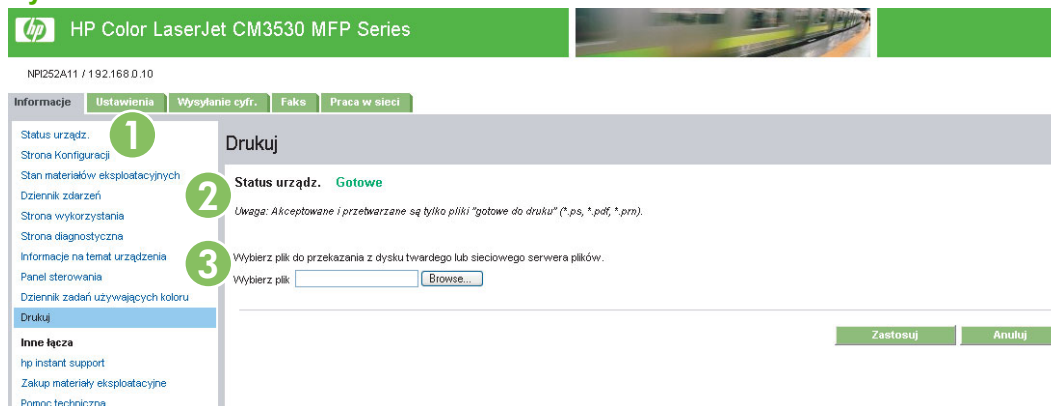 hp HP Color LaserJet CM3530 MFP Series
NPI252A11 / 192.168.0.10
Informacje Ustawienia Wysyłanie cyfr. Faks Praca w sieci
1
Status urządz.
Strona Konfiguracji
Stan materiałów eksploatacyjnych
Dziennik zdarzeń
Strona wykorzystania
Strona diagnostyczna
Informacje na temat urządzenia
Panel sterowania
Dziennik zadań używających koloru
Drukuj
Inne łącza
hp instant support
Zakup materiały eksploatacyjne
Pomoc techniczna
Drukuj
2
Status urządz. Gotowe
Uwaga: Akceptowane i przetwarzane są tylko pliki "gotowe do druku" (*.ps, *.pdf, *.prn).
3
Wybierz plik do przekazania z dysku twardego lub sieciowego serwera plików.
Wybierz plik Browse...
Zastosuj Anuluj